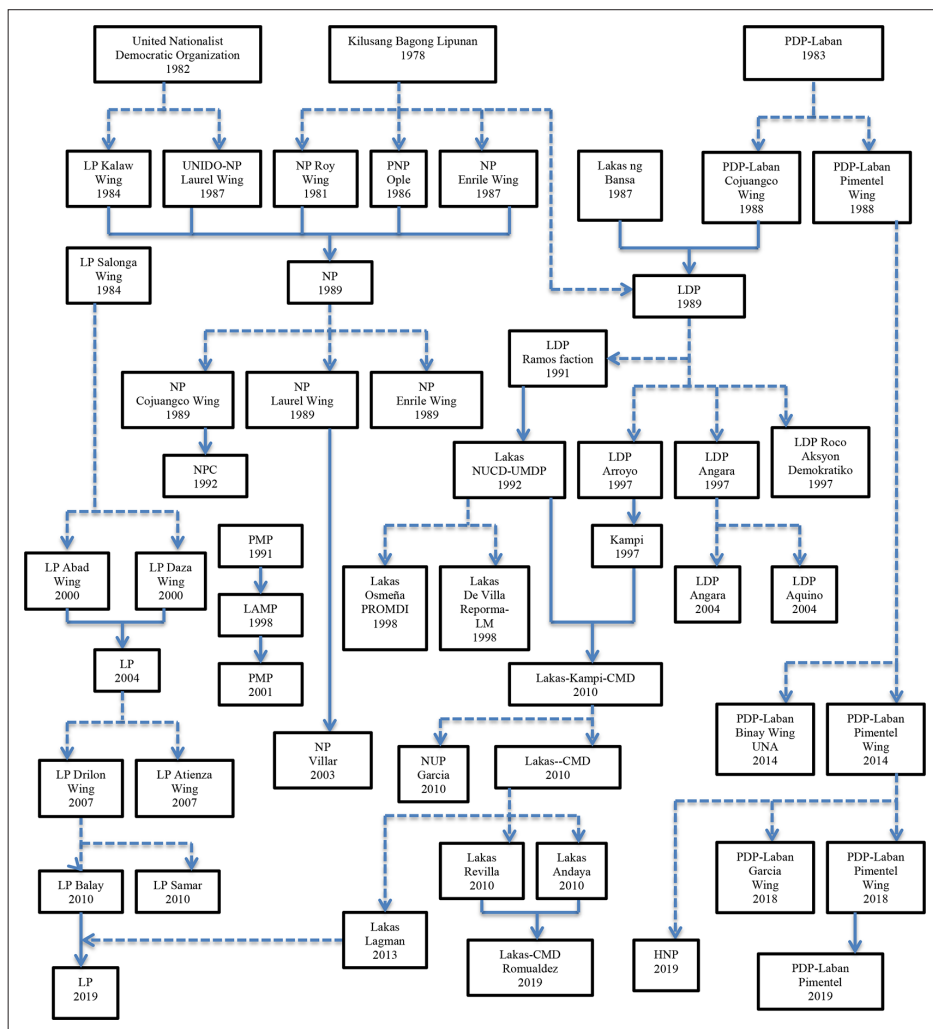 United Nationalist
Democratic Organization
1982
Kilusang Bagong Lipunan
1978
PDP-Laban
1983
LP Kalaw
Wing
1984
UNIDO-NP
Laurel Wing
1987
NP Roy
Wing
1981
PNP
Ople
1986
NP
Enrile Wing
1987
Lakas ng
Bansa
1987
PDP-Laban
Cojuangco
Wing
1988
PDP-Laban
Pimentel
Wing
1988
LP Salonga
Wing
1984
NP
1989
LDP
1989
LDP
Ramos faction
1991
NP
Cojuangco Wing
1989
NP
Laurel Wing
1989
NP
Enrile Wing
1989
Lakas
NUCD-UMDP
1992
LDP
Arroyo
1997
LDP
Angara
1997
LDP Roco
Aksyon
Demokratiko
1997
NPC
1992
PMP
1991
Kampi
1997
LP Abad
Wing
2000
LP Daza
Wing
2000
Lakas
Osmeña
PROMDI
1998
Lakas
De Villa
Reporma-
LM
1998
LDP
Angara
2004
LDP
Aquino
2004
LAMP
1998
LP
2004
PMP
2001
Lakas-Kampi-CMD
2010
PDP-Laban
Binay Wing
UNA
2014
PDP-Laban
Pimentel
Wing
2014
LP Drilon
Wing
2007
LP Atienza
Wing
2007
NP
Villar
2003
NUP
Garcia
2010
Lakas--CMD
2010
LP Balay
2010
LP Samar
2010
Lakas
Revilla
2010
Lakas
Andaya
2010
PDP-Laban
Garcia
Wing
2018
PDP-Laban
Pimentel
Wing
2018
Lakas
Lagman
2013
LP
2019
Lakas-CMD
Romualdez
2019
HNP
2019
PDP-Laban
Pimentel
2019